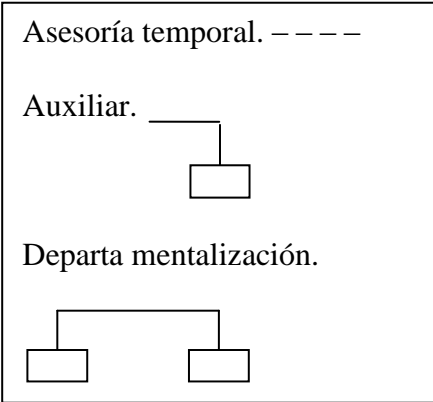 Asesoría temporal. – – – –
Auxiliar.
Departa mentalización.